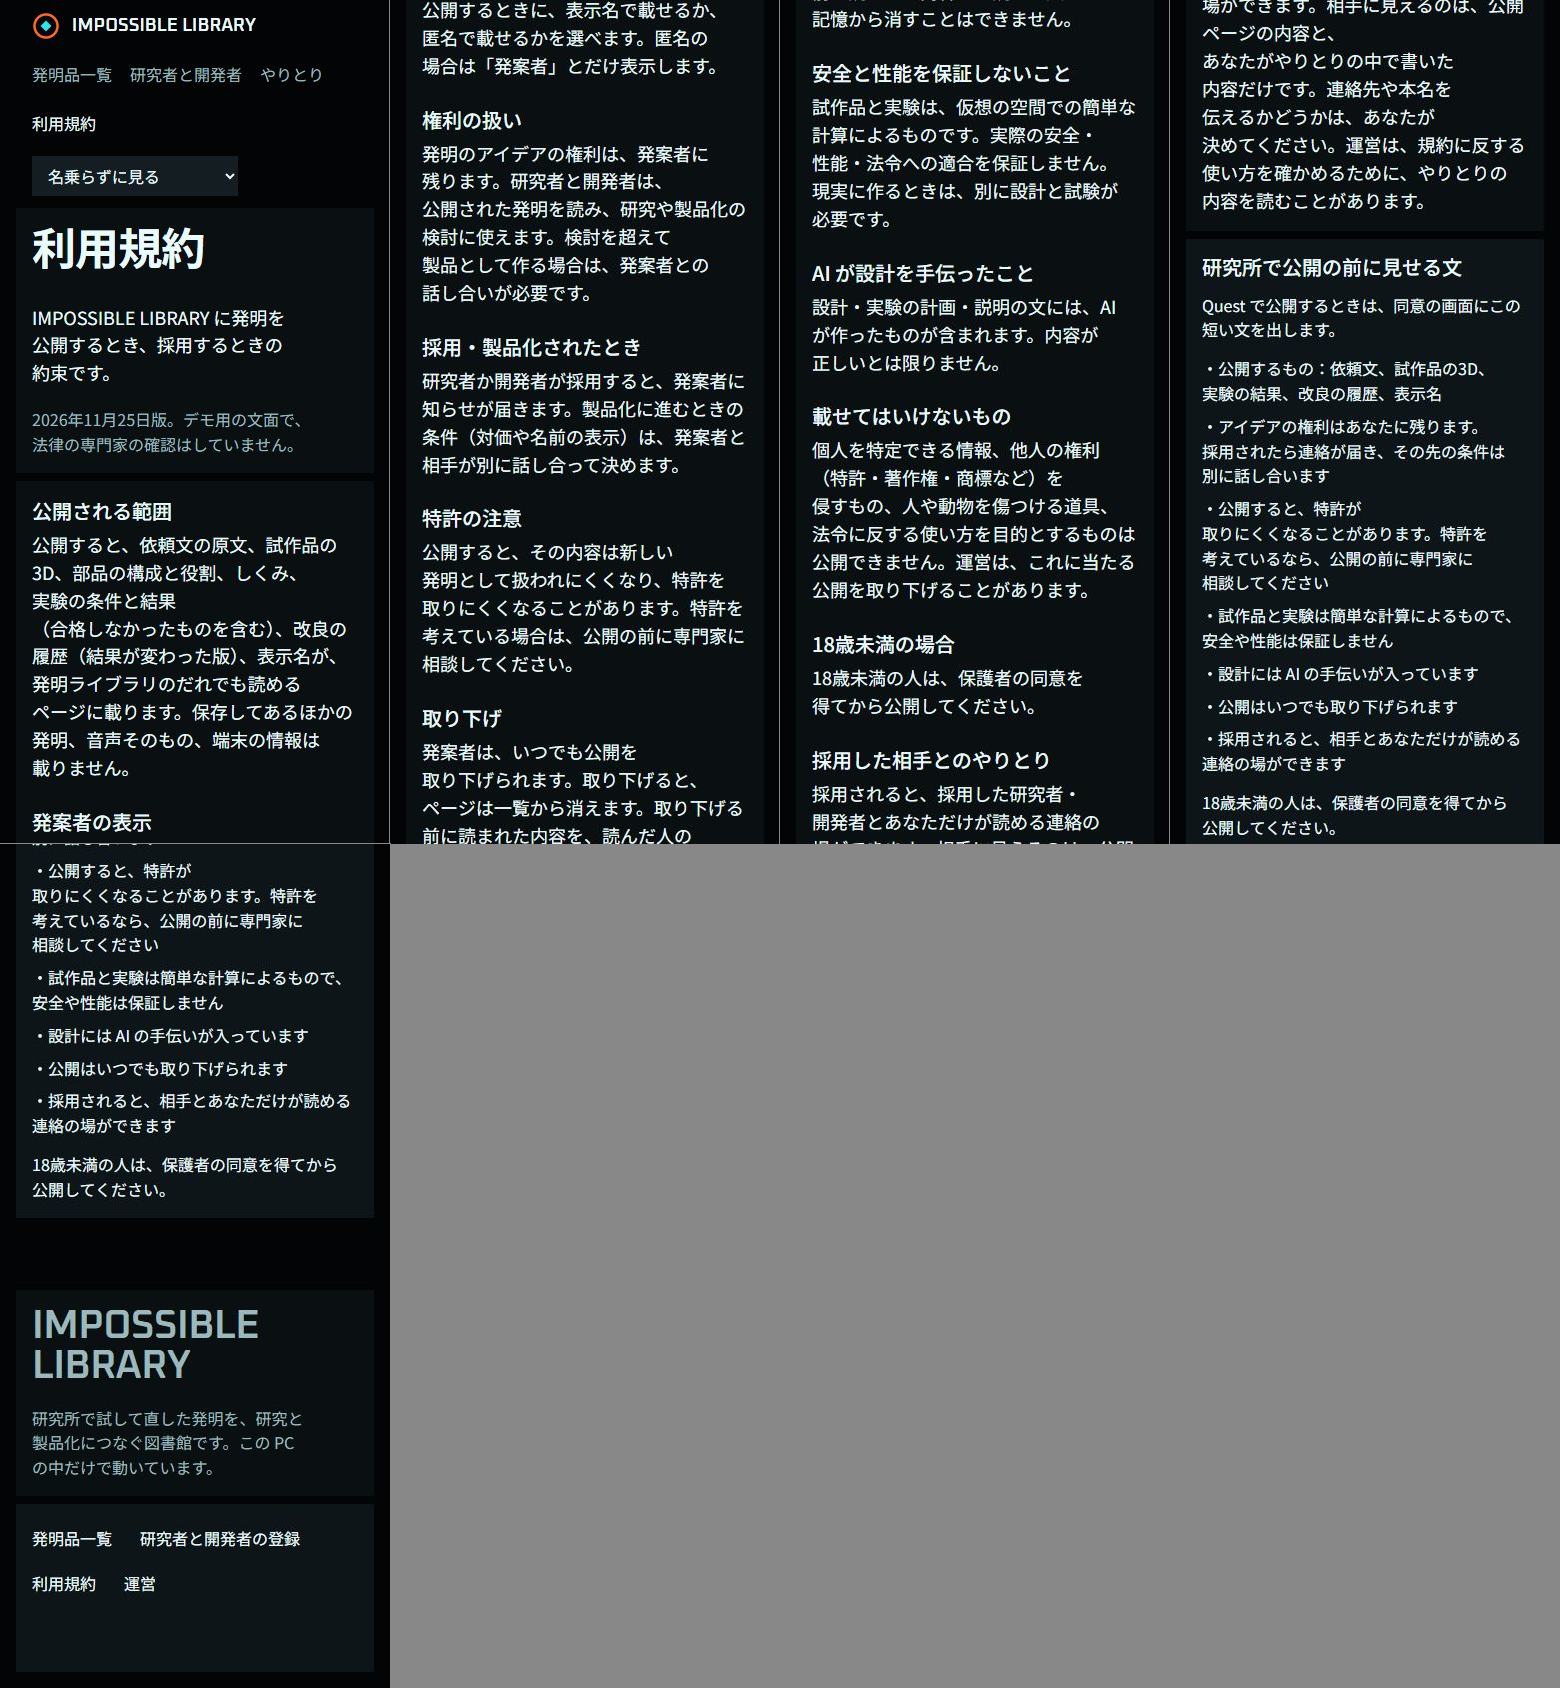 IMPOSSIBLE LIBRARY
発明品一覧 研究者と開発者 やりとり
利用規約
名乗らずに見る
利用規約
IMPOSSIBLE LIBRARY に発明を
公開するとき、採用するときの
約束です。
2026年11月25日版。デモ用の文面で、
法律の専門家の確認はしていません。
公開される範囲
公開すると、依頼文の原文、試作品の
3D、部品の構成と役割、しくみ、
実験の条件と結果
（合格しなかったものを含む）、改良の
履歴（結果が変わった版）、表示名が、
発明ライブラリのだれでも読める
ページに載ります。保存してあるほかの
発明、音声そのもの、端末の情報は
載りません。
発案者の表示
公開するときに、表示名で載せるか、
匿名で載せるかを選べます。匿名の
場合は「発案者」とだけ表示します。
権利の扱い
発明のアイデアの権利は、発案者に
残ります。研究者と開発者は、
公開された発明を読み、研究や製品化の
検討に使えます。検討を超えて
製品として作る場合は、発案者との
話し合いが必要です。
採用・製品化されたとき
研究者か開発者が採用すると、発案者に
知らせが届きます。製品化に進むときの
条件（対価や名前の表示）は、発案者と
相手が別に話し合って決めます。
特許の注意
公開すると、その内容は新しい
発明として扱われにくくなり、特許を
取りにくくなることがあります。特許を
考えている場合は、公開の前に専門家に
相談してください。
取り下げ
発案者は、いつでも公開を
取り下げられます。取り下げると、
ページは一覧から消えます。取り下げる
前に読まれた内容を、読んだ人の
記憶から消すことはできません。
安全と性能を保証しないこと
試作品と実験は、仮想の空間での簡単な
計算によるものです。実際の安全・
性能・法令への適合を保証しません。
現実に作るときは、別に設計と試験が
必要です。
AI が設計を手伝ったこと
設計・実験の計画・説明の文には、AI
が作ったものが含まれます。内容が
正しいとは限りません。
載せてはいけないもの
個人を特定できる情報、他人の権利
（特許・著作権・商標など）を
侵すもの、人や動物を傷つける道具、
法令に反する使い方を目的とするものは
公開できません。運営は、これに当たる
公開を取り下げることがあります。
18歳未満の場合
18歳未満の人は、保護者の同意を
得てから公開してください。
採用した相手とのやりとり
採用されると、採用した研究者・
開発者とあなただけが読める連絡の
場ができます。相手に見えるのは、公開
ページの内容と、
あなたがやりとりの中で書いた
内容だけです。連絡先や本名を
伝えるかどうかは、あなたが
決めてください。運営は、規約に反する
使い方を確かめるために、やりとりの
内容を読むことがあります。
研究所で公開の前に見せる文
Quest で公開するときは、同意の画面にこの
短い文を出します。
・公開するもの：依頼文、試作品の3D、
実験の結果、改良の履歴、表示名
・アイデアの権利はあなたに残ります。
採用されたら連絡が届き、その先の条件は
別に話し合います
・公開すると、特許が
取りにくくなることがあります。特許を
考えているなら、公開の前に専門家に
相談してください
・試作品と実験は簡単な計算によるもので、
安全や性能は保証しません
・設計には AI の手伝いが入っています
・公開はいつでも取り下げられます
・採用されると、相手とあなただけが読める
連絡の場ができます
18歳未満の人は、保護者の同意を得てから
公開してください。
・公開すると、特許が
取りにくくなることがあります。特許を
考えているなら、公開の前に専門家に
相談してください
・試作品と実験は簡単な計算によるもので、
安全や性能は保証しません
・設計には AI の手伝いが入っています
・公開はいつでも取り下げられます
・採用されると、相手とあなただけが読める
連絡の場ができます
18歳未満の人は、保護者の同意を得てから
公開してください。
IMPOSSIBLE
LIBRARY
研究所で試して直した発明を、研究と
製品化につなぐ図書館です。この PC
の中だけで動いています。
発明品一覧 研究者と開発者の登録
利用規約 運営